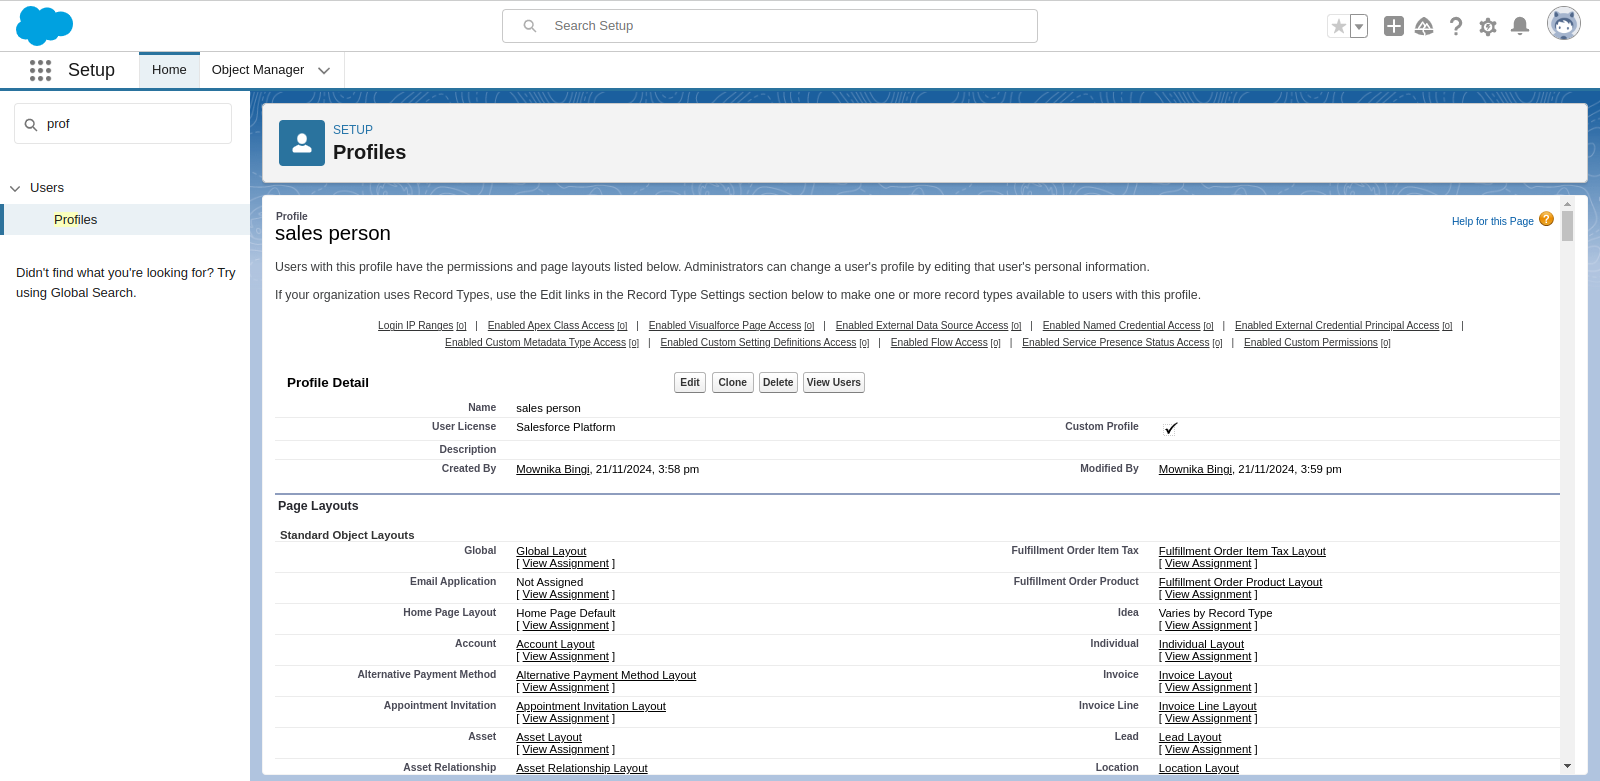 Search Setup
Setup
Home
Object Manager
prof
Users
Profiles
Didn't find what you're looking for? Try
using Global Search.
SETUP
Profiles
Profile
sales person
Help for this Page ?
Users with this profile have the permissions and page layouts listed below. Administrators can change a user's profile by editing that user's personal information.
If your organization uses Record Types, use the Edit links in the Record Type Settings section below to make one or more record types available to users with this profile.
Login IP Ranges [0] | Enabled Apex Class Access [0] | Enabled Visualforce Page Access [0] | Enabled External Data Source Access [0] | Enabled Named Credential Access [0] | Enabled External Credential Principal Access [0] |
Enabled Custom Metadata Type Access [0] | Enabled Custom Setting Definitions Access [0] | Enabled Flow Access [0] | Enabled Service Presence Status Access [0] | Enabled Custom Permissions [0]
Profile Detail Edit Clone Delete View Users
Name sales person
User License Salesforce Platform Custom Profile
Description
Created By Mownika Bingi, 21/11/2024, 3:58 pm Modified By Mownika Bingi, 21/11/2024, 3:59 pm
Page Layouts
Standard Object Layouts
Global Global Layout Fulfillment Order Item Tax Fulfillment Order Item Tax Layout
[ View Assignment ] [ View Assignment ]
Email Application Not Assigned Fulfillment Order Product Fulfillment Order Product Layout
[ View Assignment ] [ View Assignment ]
Home Page Layout Home Page Default Idea Varies by Record Type
[ View Assignment ] [ View Assignment ]
Account Account Layout Individual Individual Layout
[ View Assignment ] [ View Assignment ]
Alternative Payment Method Alternative Payment Method Layout Invoice Invoice Layout
[ View Assignment ] [ View Assignment ]
Appointment Invitation Appointment Invitation Layout Invoice Line Invoice Line Layout
[ View Assignment ] [ View Assignment ]
Asset Asset Layout Lead Lead Layout
[ View Assignment ] [ View Assignment ]
Asset Relationship Asset Relationship Layout Location Location Layout